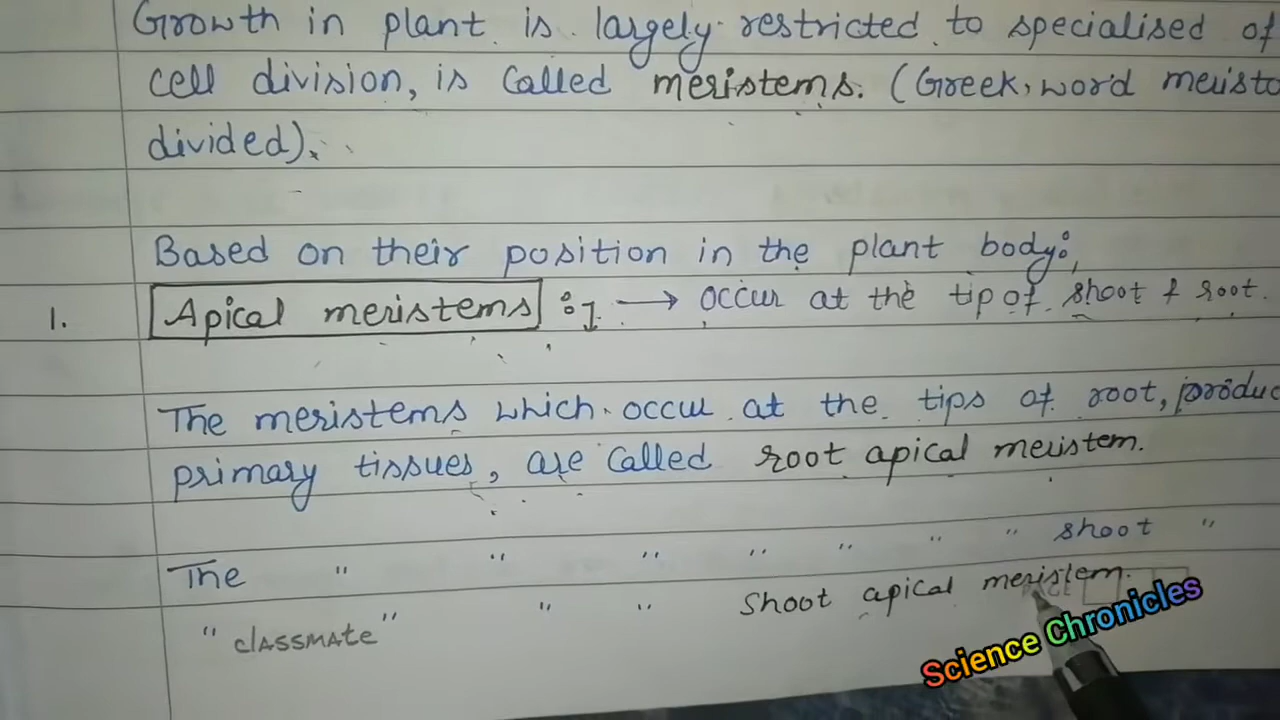 Growth in plant is largely restricted to specialised of
cell division, is called meristems. (Greek, word meristo
divided).
Based on their position in the plant body:
1. Apical meristems :- → occur at the tip of shoot & root.
The meristems which occur at the tips of root, produc
primary tissues, are called root apical meristem.
The " " " " " " " shoot "
" classmate " " " Shoot apical meristem.
Science Chronicles